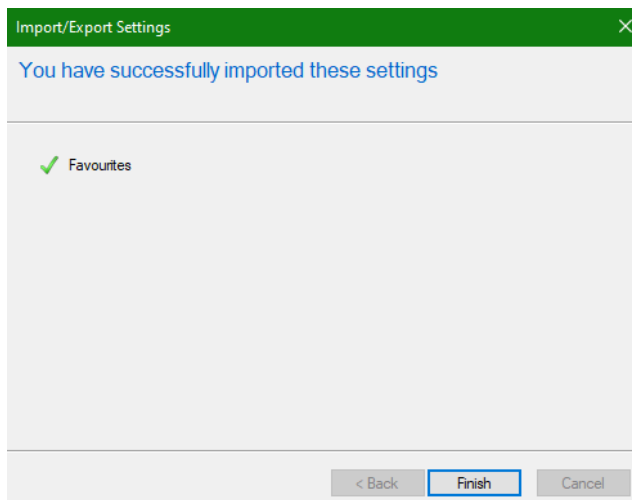 Import/Export Settings
You have successfully imported these settings
Favourites
< Back Finish Cancel